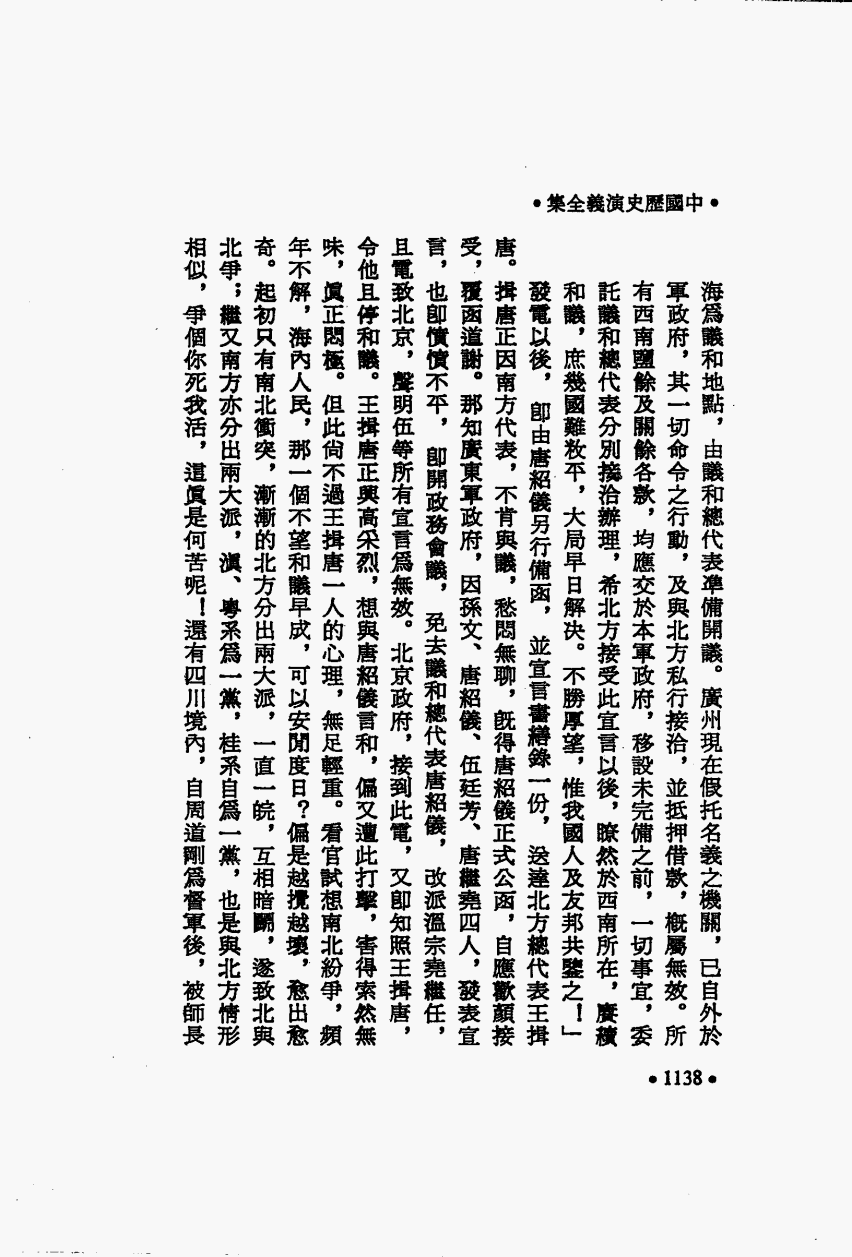 •中國歷史演義全集•
海爲議和地點，由議和總代表準備開議。廣州現在假托名義之機關，已自外於
軍政府，其一切命令之行動，及與北方私行接洽，並抵押借款，概屬無效。所
有西南鹽餘及關餘各款，均應交於本軍政府，移設未完備之前，一切事宜，委
託議和總代表分別接洽辦理，希北方接受此宣言以後，瞭然於西南所在，賡續
和議，庶幾國難敉平，大局早日解決。不勝厚望，惟我國人及友邦共鑒之！」
發電以後，卽由唐紹儀另行備函，並宣言書繕錄一份，送達北方總代表王揖
唐。揖唐正因南方代表，不肯與議，愁悶無聊，旣得唐紹儀正式公函，自應歡顏接
受，覆函道謝。那知廣東軍政府，因孫文、唐紹儀、伍廷芳、唐繼堯四人，發表宣
言，也卽憤憤不平，卽開政務會議，免去議和總代表唐紹儀，改派溫宗堯繼任，
且電致北京，聲明伍等所有宣言爲無效。北京政府，接到此電，又卽知照王揖唐，
令他且停和議。王揖唐正興高采烈，想與唐紹儀言和，偏又遭此打擊，害得索然無
味，眞正悶極。但此尙不過王揖唐一人的心理，無足輕重。看官試想南北紛爭，頻
年不解，海內人民，那一個不望和議早成，可以安閒度日？偏是越攪越壞，愈出愈
奇。起初只有南北衝突，漸漸的北方分出兩大派，一直一皖，互相暗鬭，遂致北與
北爭；繼又南方亦分出兩大派，滇、粵系爲一黨，桂系自爲一黨，也是與北方情形
相似，爭個你死我活，這眞是何苦呢！還有四川境內，自周道剛爲督軍後，被師長
•1138•